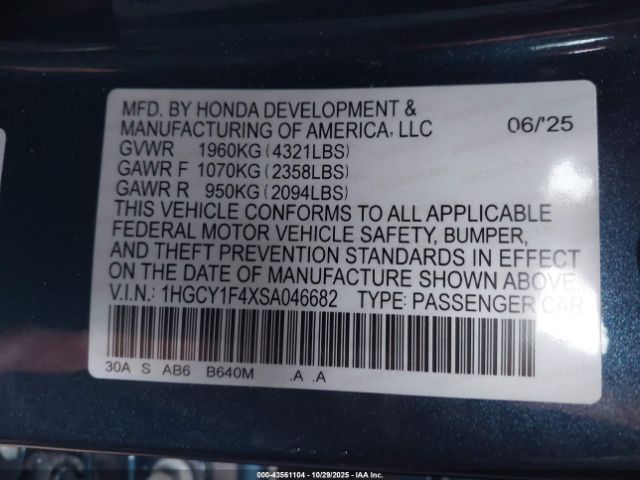 MFD. BY HONDA DEVELOPMENT &
MANUFACTURING OF AMERICA, LLC 06/'25
GVWR 1960KG (4321LBS)
GAWR F 1070KG (2358LBS)
GAWR R 950KG (2094LBS)
THIS VEHICLE CONFORMS TO ALL APPLICABLE
FEDERAL MOTOR VEHICLE SAFETY, BUMPER,
AND THEFT PREVENTION STANDARDS IN EFFECT
ON THE DATE OF MANUFACTURE SHOWN ABOVE.
V.I.N.: 1HGCY1F4XSA046682 TYPE: PASSENGER CAR
30A S AB6 B640M .A .A
000-43561104 | 10/29/2025 | IAA Inc.